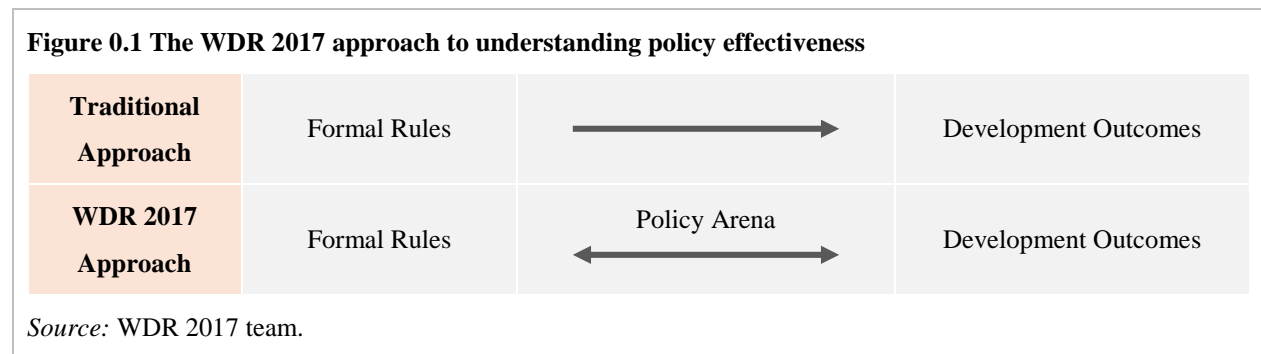 Figure 0.1 The WDR 2017 approach to understanding policy effectiveness
Traditional
Approach
Formal Rules
Development Outcomes
WDR 2017
Approach
Formal Rules
Policy Arena
Development Outcomes
Source: WDR 2017 team.